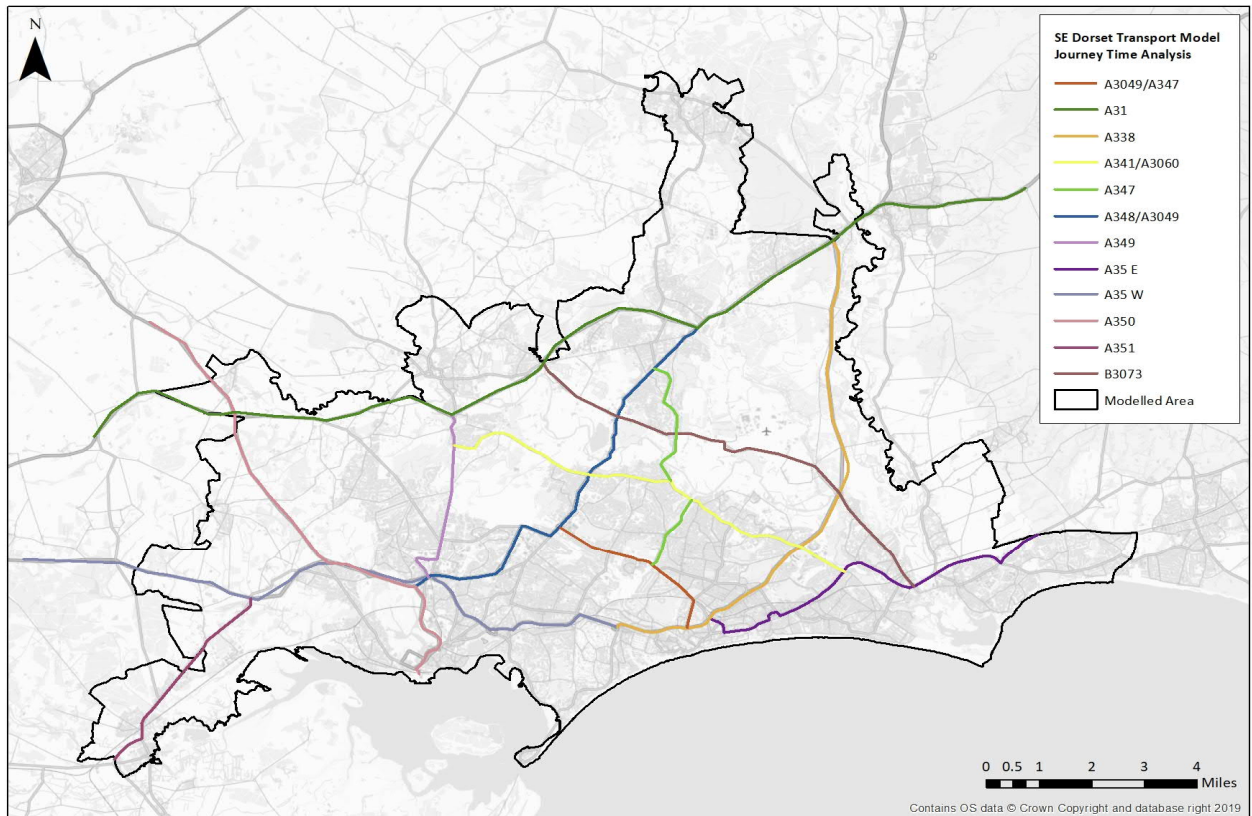 N
SE Dorset Transport Model
Journey Time Analysis
A3049/A347
A31
A338
A341/A3060
A347
A348/A3049
A349
A35 E
A35 W
A350
A351
B3073
Modelled Area
0 0.5 1 2 3 4
Miles
Contains OS data © Crown Copyright and database right 2019